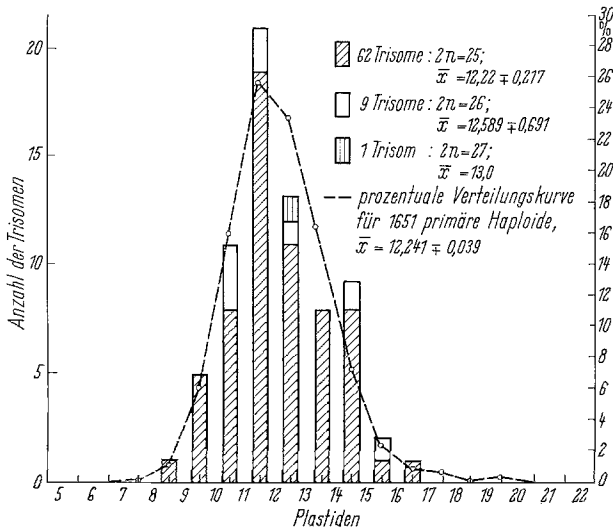 30
%
28
26
24
22
20
18
16
14
12
10
8
6
4
2
0
20
15
10
5
0
Anzahl der Trisomen
62 Trisome : 2n=25;
x̅ =12,22 ∓ 0,217
9 Trisome : 2n=26;
x̅ =12,589 ∓ 0,691
1 Trisom : 2n=27;
x̅ =13,0
prozentuale Verteilungskurve
für 1651 primäre Haploide,
x̅ = 12,241 ∓ 0,039
5 6 7 8 9 10 11 12 13 14 15 16 17 18 19 20 21 22
Plastiden